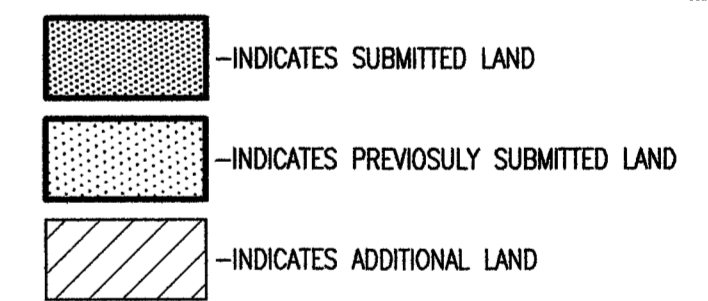 -INDICATES SUBMITTED LAND
-INDICATES PREVIOSULY SUBMITTED LAND
-INDICATES ADDITIONAL LAND